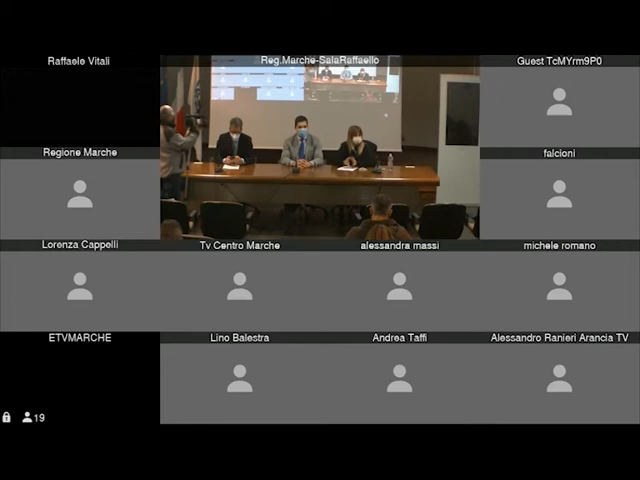 Raffaele Vitali
Reg.Marche-SalaRaffaello
Guest TcMYrm9P0
Regione Marche
falcioni
Lorenza Cappelli
Tv Centro Marche
alessandra massi
michele romano
ETVMARCHE
Lino Balestra
Andrea Taffi
Alessandro Ranieri Arancia TV
19